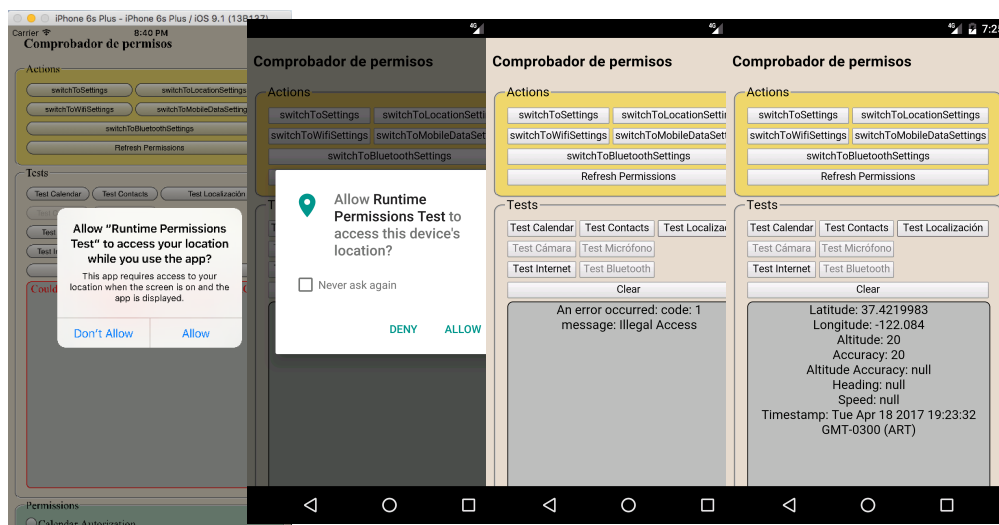 iPhone 6s Plus - iPhone 6s Plus / iOS 9.1 (13B137)
Carrier 8:40 PM
Comprobador de permisos
Actions
switchToSettings switchToLocationSettings
switchToWifiSettings switchToMobileDataSetting
switchToBluetoothSettings
Refresh Permissions
Tests
Test Calendar Test Contacts Test Localización
Test
Test I
Could
Allow “Runtime Permissions
Test” to access your location
while you use the app?
This app requires access to your
location when the screen is on and the
app is displayed.
Don’t Allow Allow
Permissions
Calendar Autorization
4G
Comprobador de permisos
Actions
switchToSettings switchToLocationSetti
switchToWifiSettings switchToMobileDataSet
switchToBluetoothSettings
T
Allow Runtime
Permissions Test to
access this device's
location?
Never ask again
DENY ALLOW
4G
Comprobador de permisos
Actions
switchToSettings switchToLocationSettin
switchToWifiSettings switchToMobileDataSet
switchToBluetoothSettings
Refresh Permissions
Tests
Test Calendar Test Contacts Test Localizac
Test Cámara Test Micrófono
Test Internet Test Bluetooth
Clear
An error occurred: code: 1
message: Illegal Access
4G 7:25
Comprobador de permisos
Actions
switchToSettings switchToLocationSettings
switchToWifiSettings switchToMobileDataSettings
switchToBluetoothSettings
Refresh Permissions
Tests
Test Calendar Test Contacts Test Localización
Test Cámara Test Micrófono
Test Internet Test Bluetooth
Clear
Latitude: 37.4219983
Longitude: -122.084
Altitude: 20
Accuracy: 20
Altitude Accuracy: null
Heading: null
Speed: null
Timestamp: Tue Apr 18 2017 19:23:32
GMT-0300 (ART)